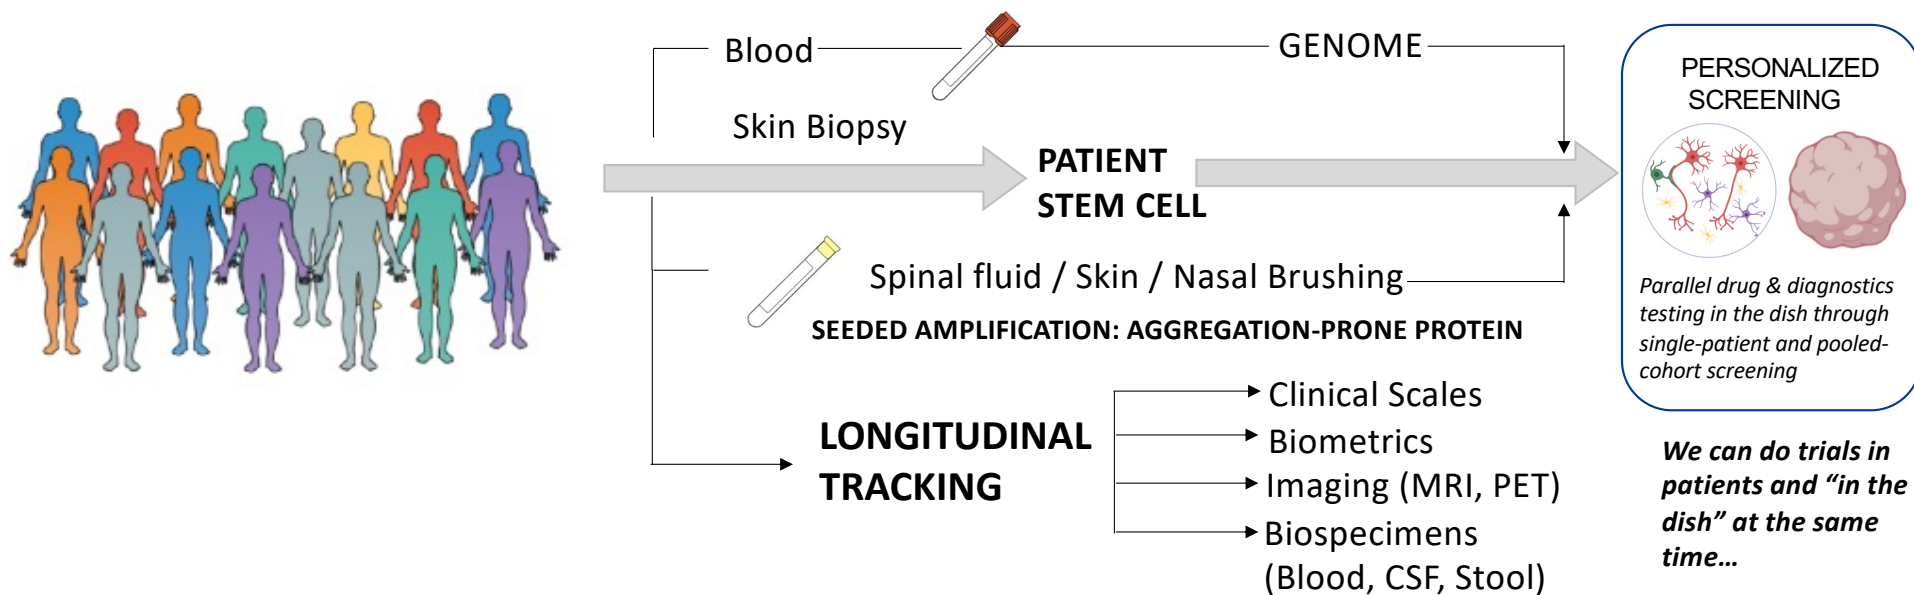 Blood
GENOME
Skin Biopsy
PATIENT
STEM CELL
Spinal fluid / Skin / Nasal Brushing
SEEDED AMPLIFICATION: AGGREGATION-PRONE PROTEIN
LONGITUDINAL
TRACKING
Clinical Scales
Biometrics
Imaging (MRI, PET)
Biospecimens
(Blood, CSF, Stool)
PERSONALIZED
SCREENING
Parallel drug & diagnostics
testing in the dish through
single-patient and pooled-
cohort screening
We can do trials in
patients and “in the
dish” at the same
time…